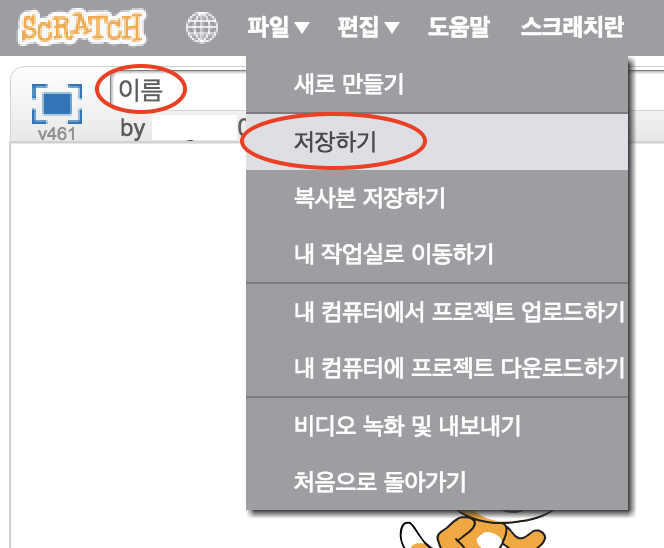 SCRATCH 파일▼ 편집▼ 도움말 스크래치란
이름
v461
by
새로 만들기
저장하기
복사본 저장하기
내 작업실로 이동하기
내 컴퓨터에서 프로젝트 업로드하기
내 컴퓨터에 프로젝트 다운로드하기
비디오 녹화 및 내보내기
처음으로 돌아가기